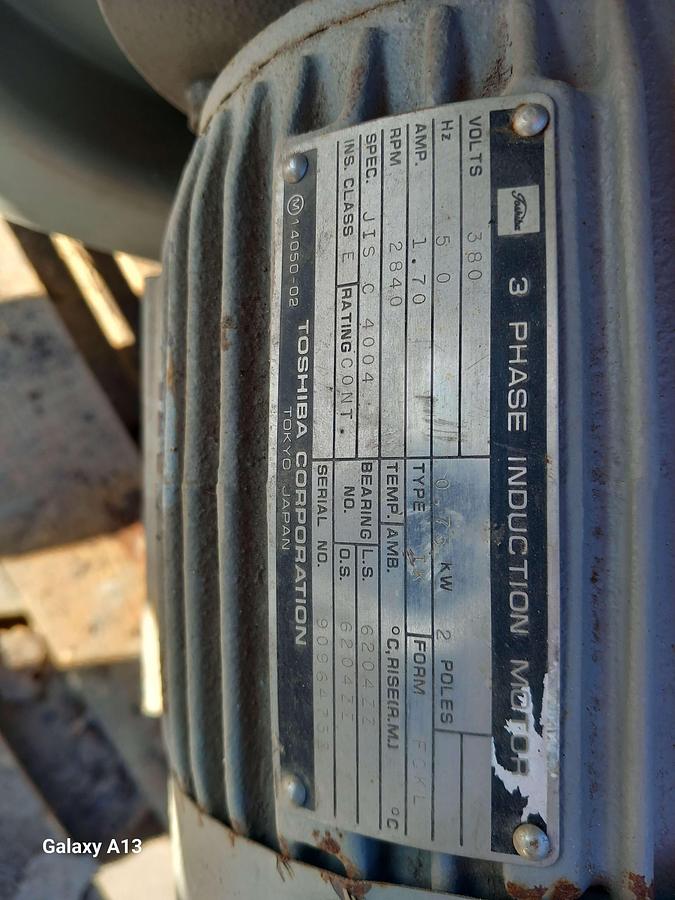 Toshiba
3 PHASE INDUCTION MOTOR
VOLTS 380
Hz 50 0.75 KW 2 POLES
AMP. 1.70 TYPE FORM FCKL
RPM 2840 TEMP. AMB. °C, RISE(R.M.) °C
SPEC. JIS C 4004 BEARING L.S. 6204ZZ
INS. CLASS E RATING CONT. NO. O.S. 6204ZZ
SERIAL NO.
M 14050-02 TOSHIBA CORPORATION
TOKYO JAPAN
Galaxy A13